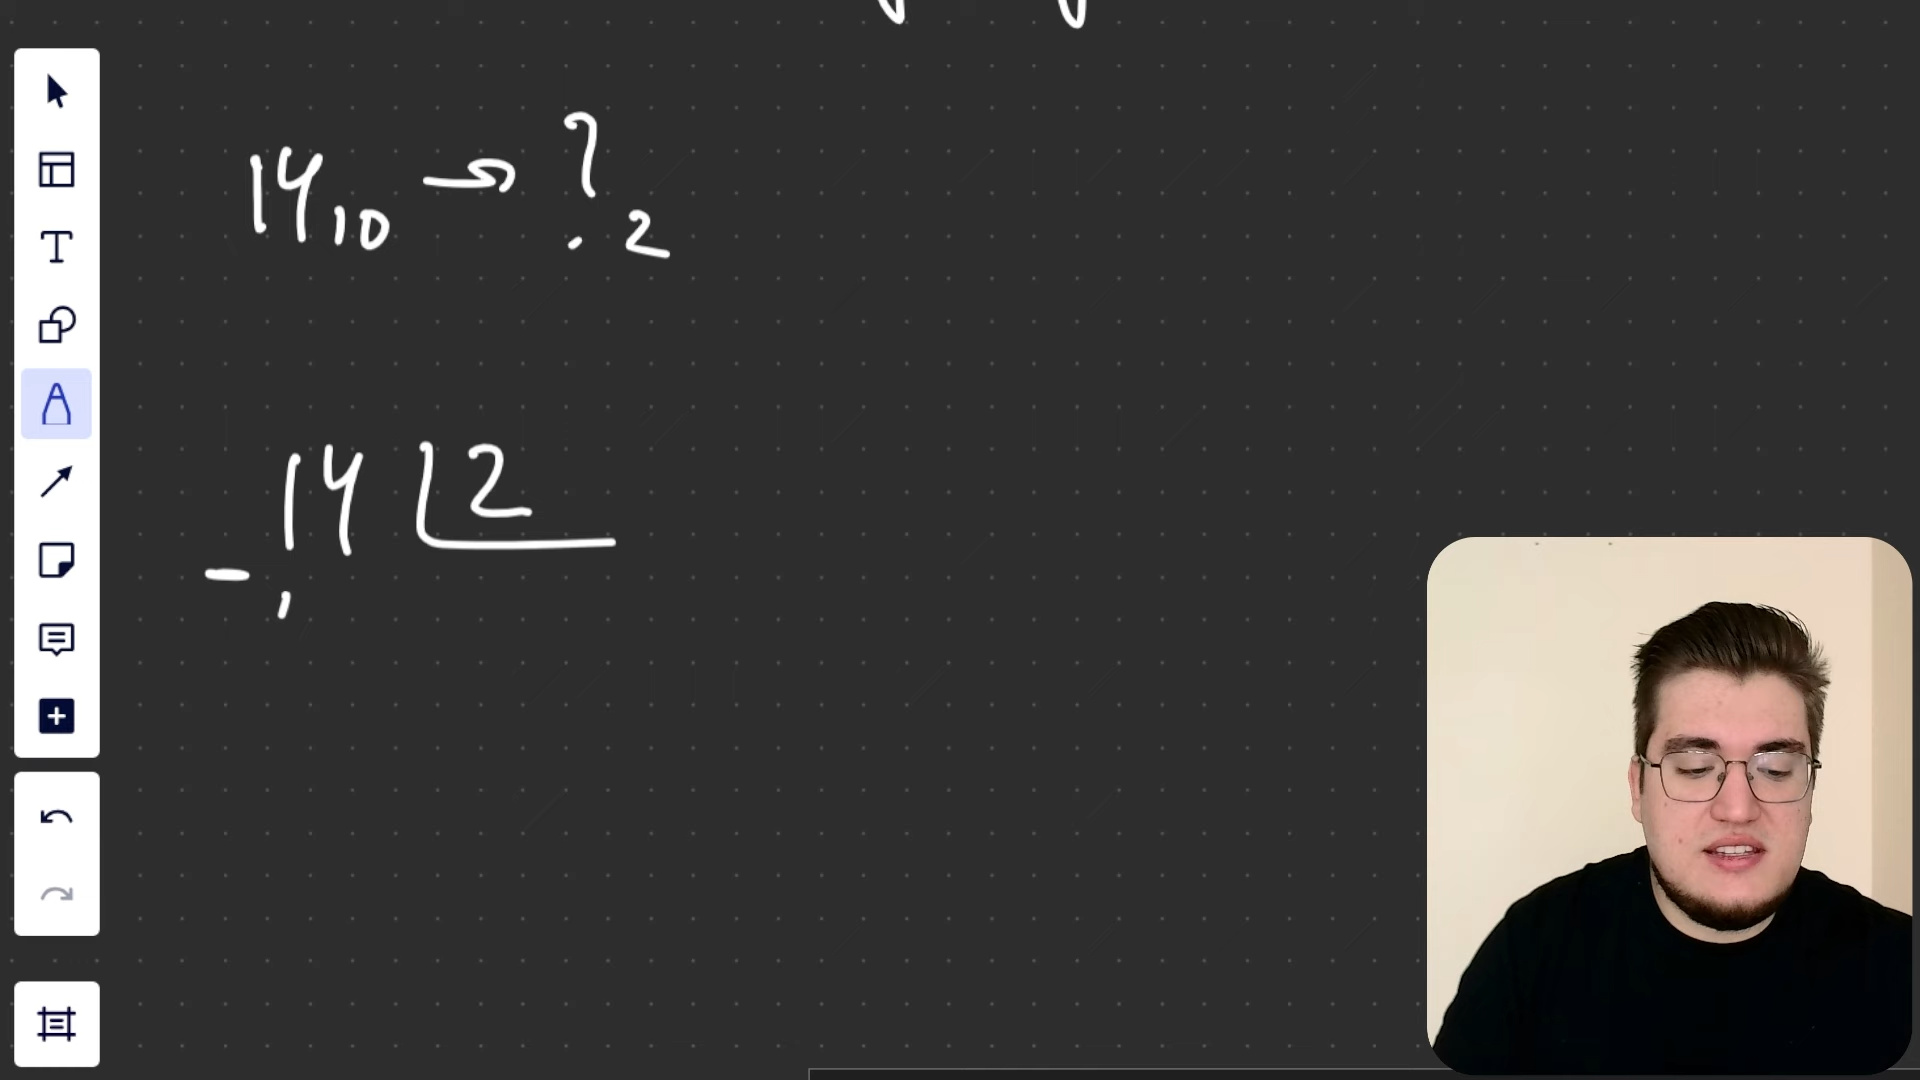 14₁₀ → ?₂
14 | 2
-